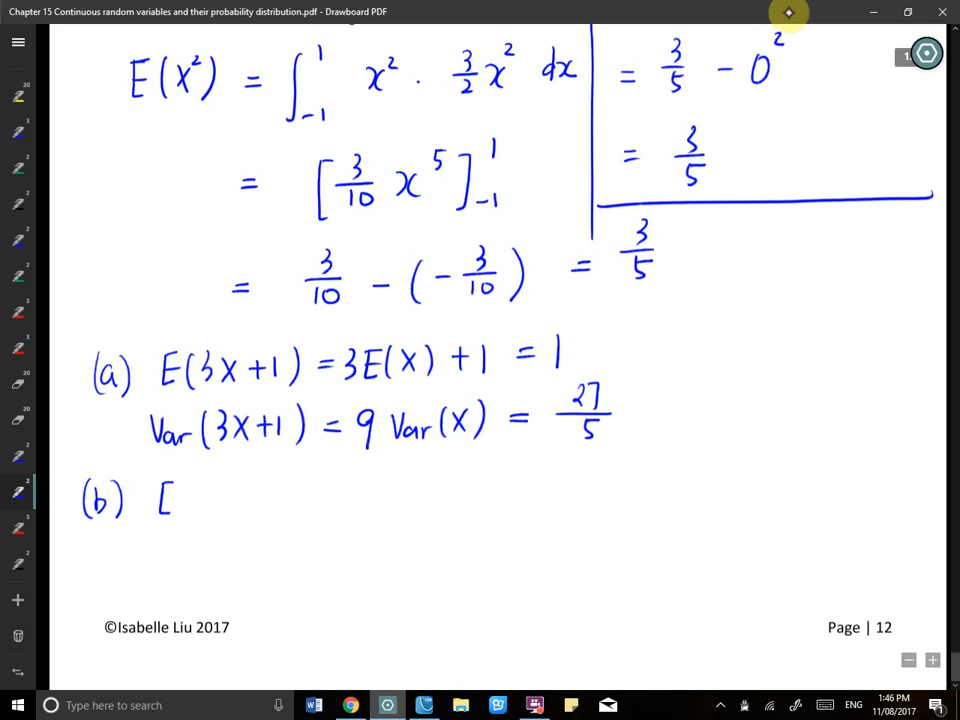 Chapter 15 Continuous random variables and their probability distribution.pdf - Drawboard PDF
E(X²) = ∫₋₁¹ x² · 3/2 x² dx
= [3/10 x⁵]₋₁¹
= 3/10 - (- 3/10) = 3/5
= 3/5 - 0²
= 3/5
(a) E(3X+1) = 3E(X) + 1 = 1
Var(3X+1) = 9 Var(X) = 27/5
(b) [
©Isabelle Liu 2017
Page | 12
Type here to search
ENG
1:46 PM
11/08/2017